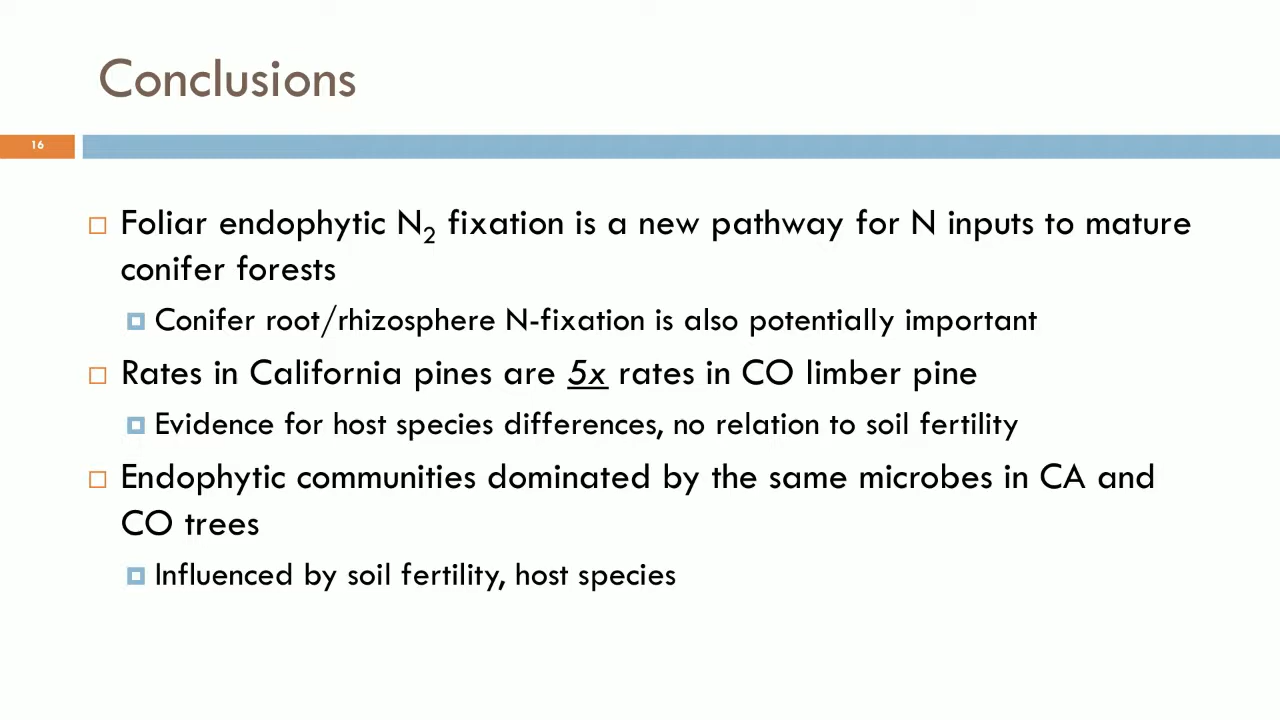 Conclusions
16
Foliar endophytic N₂ fixation is a new pathway for N inputs to mature
conifer forests
Conifer root/rhizosphere N-fixation is also potentially important
Rates in California pines are 5x rates in CO limber pine
Evidence for host species differences, no relation to soil fertility
Endophytic communities dominated by the same microbes in CA and
CO trees
Influenced by soil fertility, host species